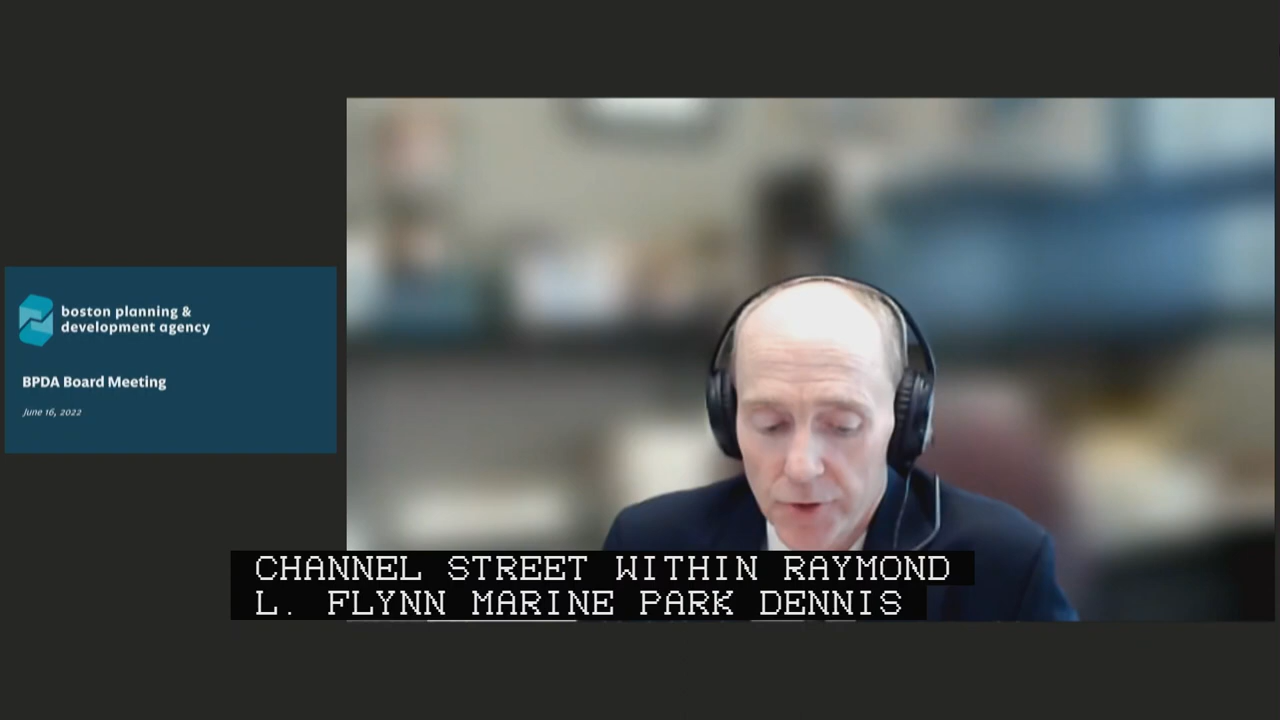 boston planning &
development agency
BPDA Board Meeting
June 16, 2022
CHANNEL STREET WITHIN RAYMOND
L. FLYNN MARINE PARK DENNIS